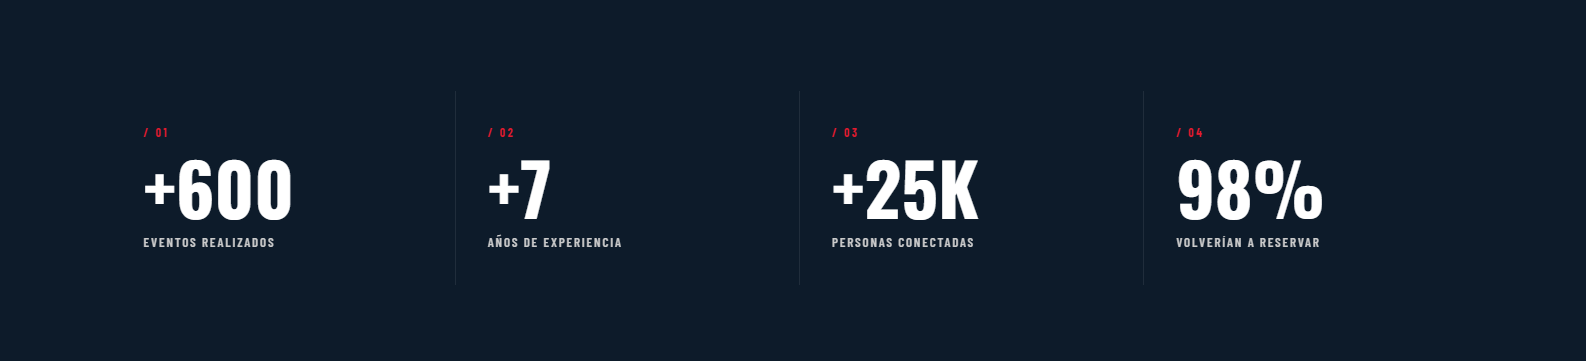 / 01
+600
EVENTOS REALIZADOS
/ 02
+7
AÑOS DE EXPERIENCIA
/ 03
+25K
PERSONAS CONECTADAS
/ 04
98%
VOLVERÍAN A RESERVAR